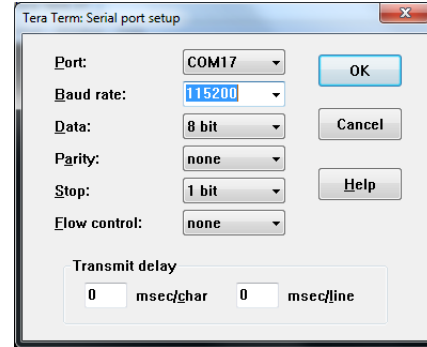 Tera Term: Serial port setup
Port: COM17 OK
Baud rate: 115200
Data: 8 bit Cancel
Parity: none
Stop: 1 bit Help
Flow control: none
Transmit delay
0 msec/char 0 msec/line